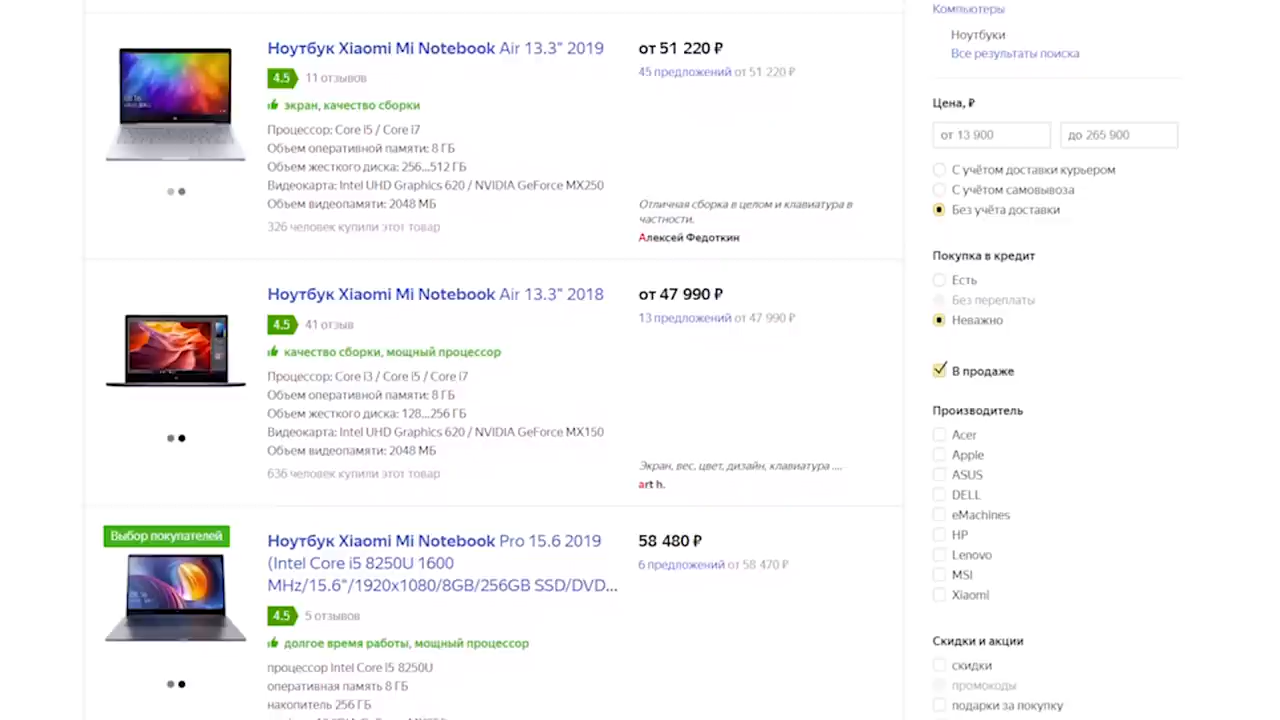 Ноутбук Xiaomi Mi Notebook Air 13.3" 2019
4.5 11 отзывов
экран, качество сборки
Процессор: Core i5 / Core i7
Объем оперативной памяти: 8 ГБ
Объем жесткого диска: 256...512 ГБ
Видеокарта: Intel UHD Graphics 620 / NVIDIA GeForce MX250
Объем видеопамяти: 2048 МБ
326 человек купили этот товар
от 51 220 ₽
45 предложений от 51 220 ₽
Отличная сборка в целом и клавиатура в
частности.
Алексей Федоткин
Ноутбук Xiaomi Mi Notebook Air 13.3" 2018
4.5 41 отзыв
качество сборки, мощный процессор
Процессор: Core i3 / Core i5 / Core i7
Объем оперативной памяти: 8 ГБ
Объем жесткого диска: 128...256 ГБ
Видеокарта: Intel UHD Graphics 620 / NVIDIA GeForce MX150
Объем видеопамяти: 2048 МБ
636 человек купили этот товар
от 47 990 ₽
13 предложений от 47 990 ₽
Экран, вес, цвет, дизайн, клавиатура ....
art h.
Выбор покупателей
Ноутбук Xiaomi Mi Notebook Pro 15.6 2019
(Intel Core i5 8250U 1600
MHz/15.6"/1920x1080/8GB/256GB SSD/DVD...
4.5 5 отзывов
долгое время работы, мощный процессор
процессор Intel Core i5 8250U
оперативная память 8 ГБ
накопитель 256 ГБ
58 480 ₽
6 предложений от 58 470 ₽
Компьютеры
Ноутбуки
Все результаты поиска
Цена, ₽
от 13 900
до 265 900
С учётом доставки курьером
С учётом самовывоза
Без учёта доставки
Покупка в кредит
Есть
Без переплаты
Неважно
В продаже
Производитель
Acer
Apple
ASUS
DELL
eMachines
HP
Lenovo
MSI
Xiaomi
Скидки и акции
скидки
промокоды
подарки за покупку